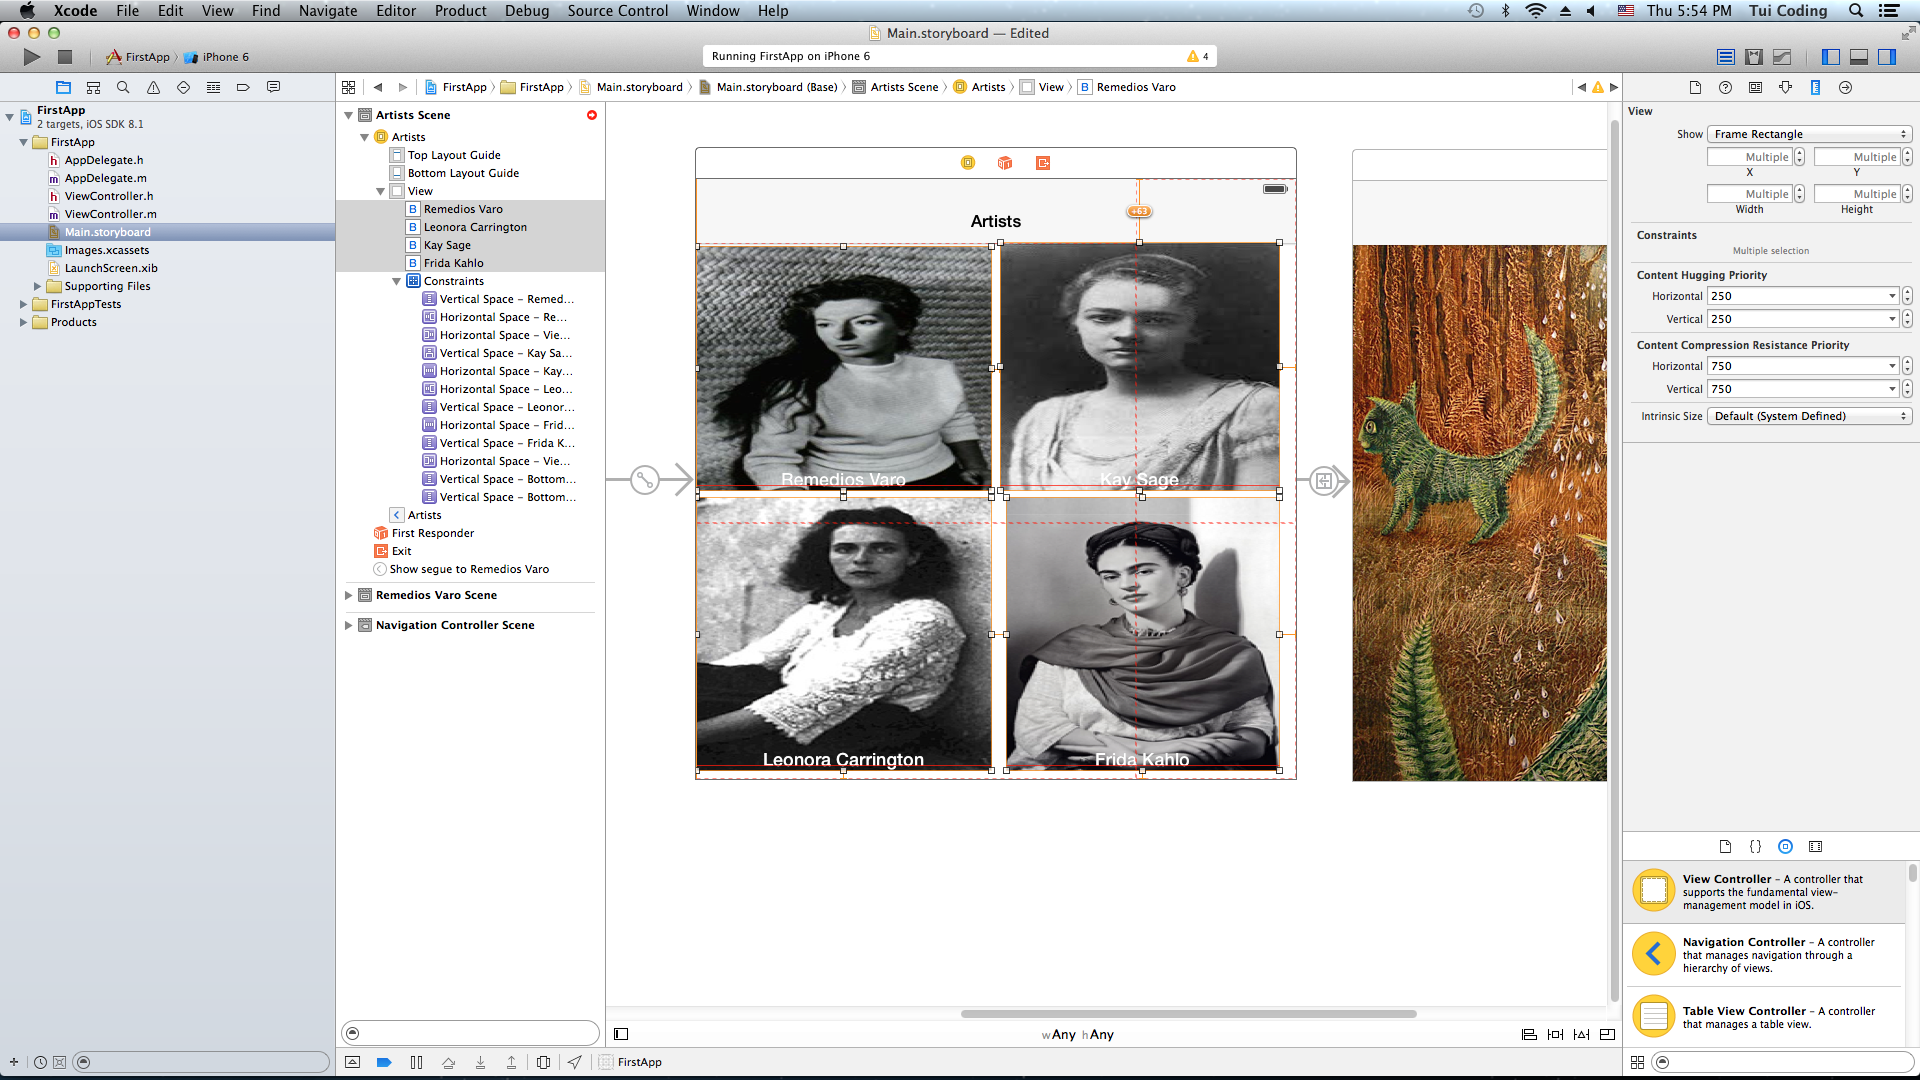 Xcode File Edit View Find Navigate Editor Product Debug Source Control Window Help Thu 5:54 PM Tui Coding
Main.storyboard — Edited
FirstApp iPhone 6
Running FirstApp on iPhone 6
4
FirstApp
2 targets, iOS SDK 8.1
FirstApp
h AppDelegate.h
m AppDelegate.m
h ViewController.h
m ViewController.m
Main.storyboard
Images.xcassets
LaunchScreen.xib
Supporting Files
FirstAppTests
Products
FirstApp FirstApp Main.storyboard Main.storyboard (Base) Artists Scene Artists View B Remedios Varo
Artists Scene
Artists
Top Layout Guide
Bottom Layout Guide
View
B Remedios Varo
B Leonora Carrington
B Kay Sage
B Frida Kahlo
Constraints
Vertical Space – Remed...
Horizontal Space – Re...
Horizontal Space – Vie...
Vertical Space – Kay Sa...
Horizontal Space – Kay...
Horizontal Space – Leo...
Vertical Space – Leonor...
Horizontal Space – Frid...
Vertical Space – Frida K...
Horizontal Space – Vie...
Vertical Space – Bottom...
Vertical Space – Bottom...
Artists
First Responder
Exit
Show segue to Remedios Varo
Remedios Varo Scene
Navigation Controller Scene
+63
Artists
Remedios Varo
Kay Sage
Leonora Carrington
Frida Kahlo
wAny hAny
FirstApp
View
Show Frame Rectangle
Multiple Multiple
X Y
Multiple Multiple
Width Height
Constraints
Multiple selection
Content Hugging Priority
Horizontal 250
Vertical 250
Content Compression Resistance Priority
Horizontal 750
Vertical 750
Intrinsic Size Default (System Defined)
{}
View Controller – A controller that
supports the fundamental view-
management model in iOS.
Navigation Controller – A controller
that manages navigation through a
hierarchy of views.
Table View Controller – A controller
that manages a table view.